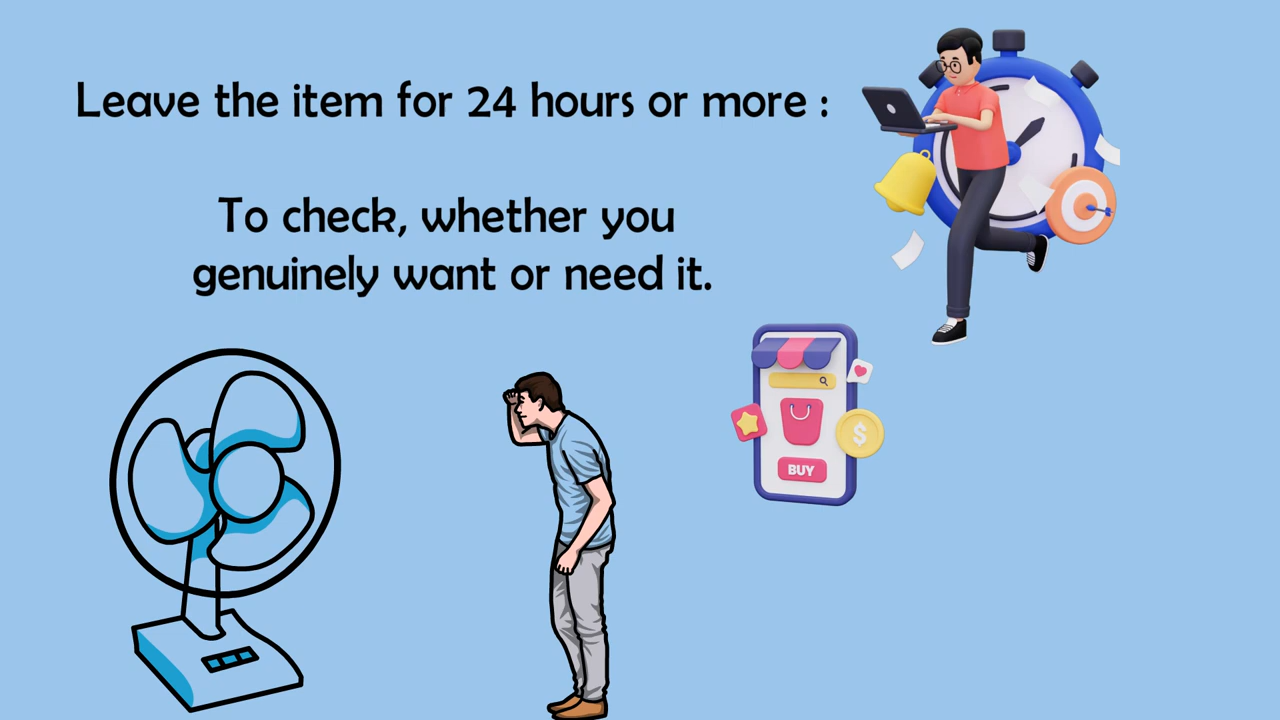 Leave the item for 24 hours or more :
To check, whether you
genuinely want or need it.
$
BUY